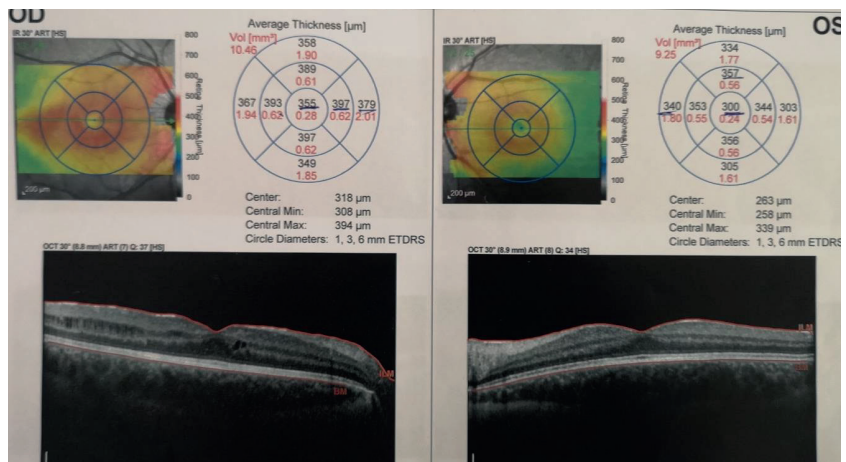 OD
IR 30° ART [HS]
Average Thickness [µm]
Vol [mm³]
10.46
358
1.90
389
0.61
367 393 355 397 379
1.94 0.62 0.28 0.62 2.01
397
0.62
349
1.85
800
700
600
500
400
300
200
100
0
Retina Thickness [µm]
200 µm
Center: 318 µm
Central Min: 308 µm
Central Max: 394 µm
Circle Diameters: 1, 3, 6 mm ETDRS
OCT 30° (8.8 mm) ART (7) Q: 37 [HS]
ILM
BM
OS
IR 30° ART [HS]
Average Thickness [µm]
Vol [mm³]
9.25
334
1.77
357
0.56
340 353 300 344 303
1.80 0.55 0.24 0.54 1.61
356
0.56
305
1.61
800
700
600
500
400
300
200
100
0
Retina Thickness [µm]
200 µm
Center: 263 µm
Central Min: 258 µm
Central Max: 339 µm
Circle Diameters: 1, 3, 6 mm ETDRS
OCT 30° (8.9 mm) ART (8) Q: 34 [HS]
ILM